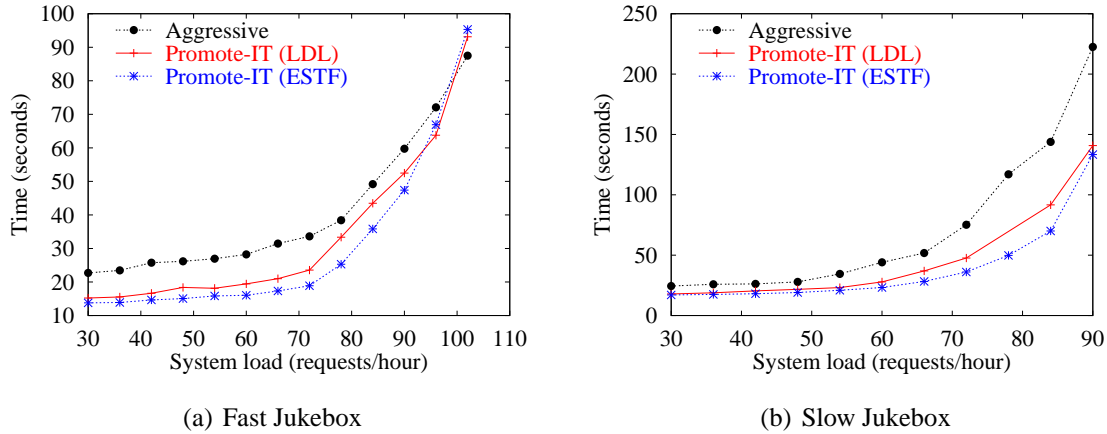 100
90
80
70
60
50
40
30
20
10
Time (seconds)
Aggressive
Promote-IT (LDL)
Promote-IT (ESTF)
30 40 50 60 70 80 90 100 110
System load (requests/hour)
(a) Fast Jukebox
250
200
150
100
50
0
Time (seconds)
Aggressive
Promote-IT (LDL)
Promote-IT (ESTF)
30 40 50 60 70 80 90
System load (requests/hour)
(b) Slow Jukebox